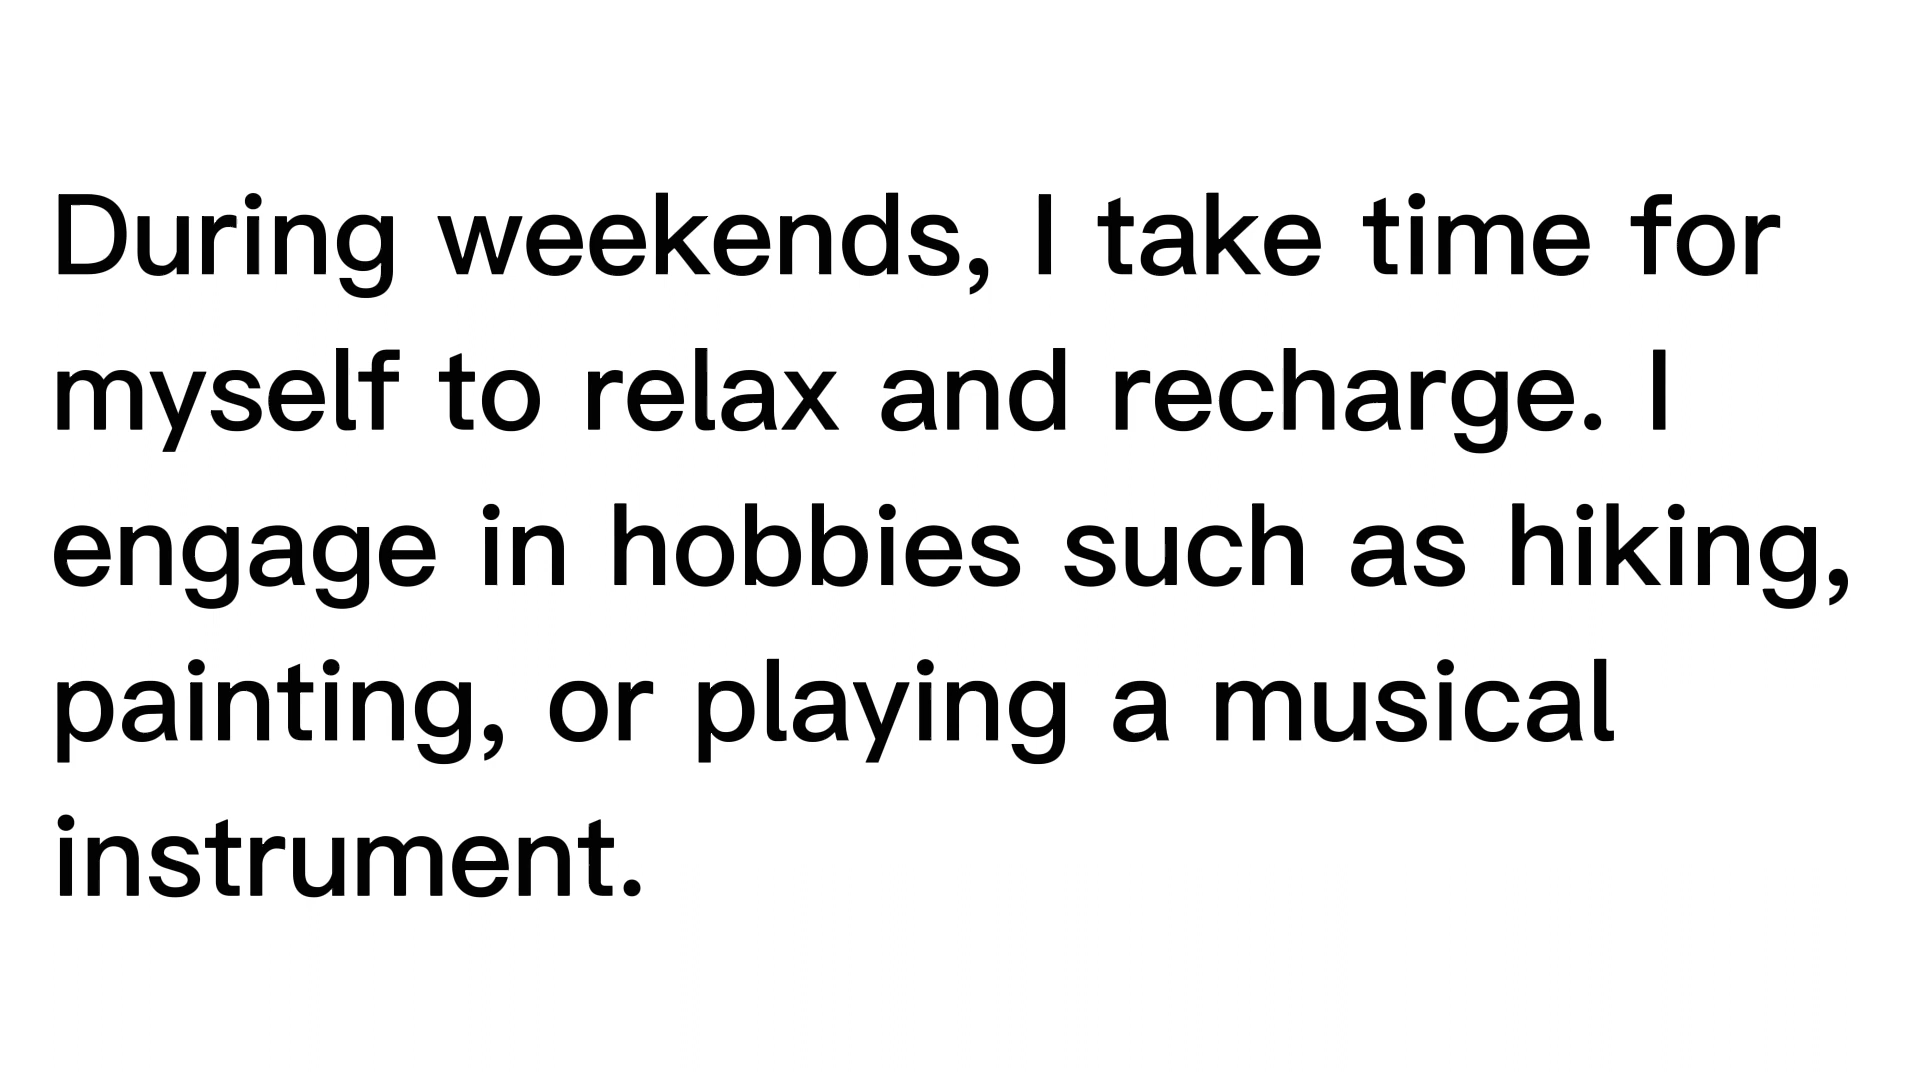 During weekends, I take time for
myself to relax and recharge. I
engage in hobbies such as hiking,
painting, or playing a musical
instrument.